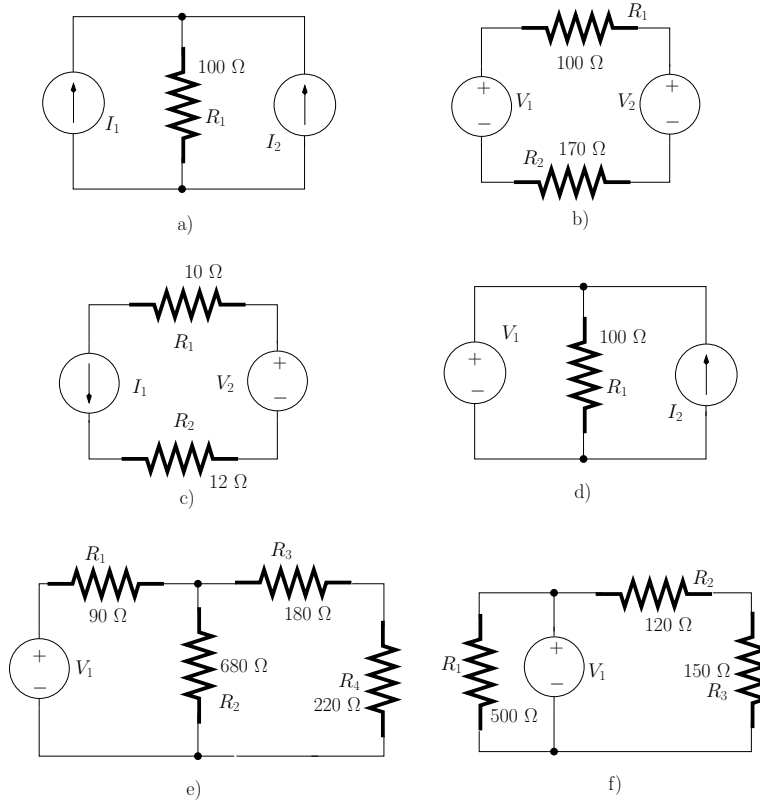 100 Ω
R₁
I₁
I₂
a)
R₁
100 Ω
+
V₁
−
+
V₂
−
R₂
170 Ω
b)
10 Ω
R₁
I₁
V₂
+
−
R₂
12 Ω
c)
V₁
+
−
100 Ω
R₁
I₂
d)
R₁
90 Ω
R₃
180 Ω
+
V₁
−
680 Ω
R₂
R₄
220 Ω
e)
R₂
120 Ω
R₁
500 Ω
+
V₁
−
150 Ω
R₃
f)